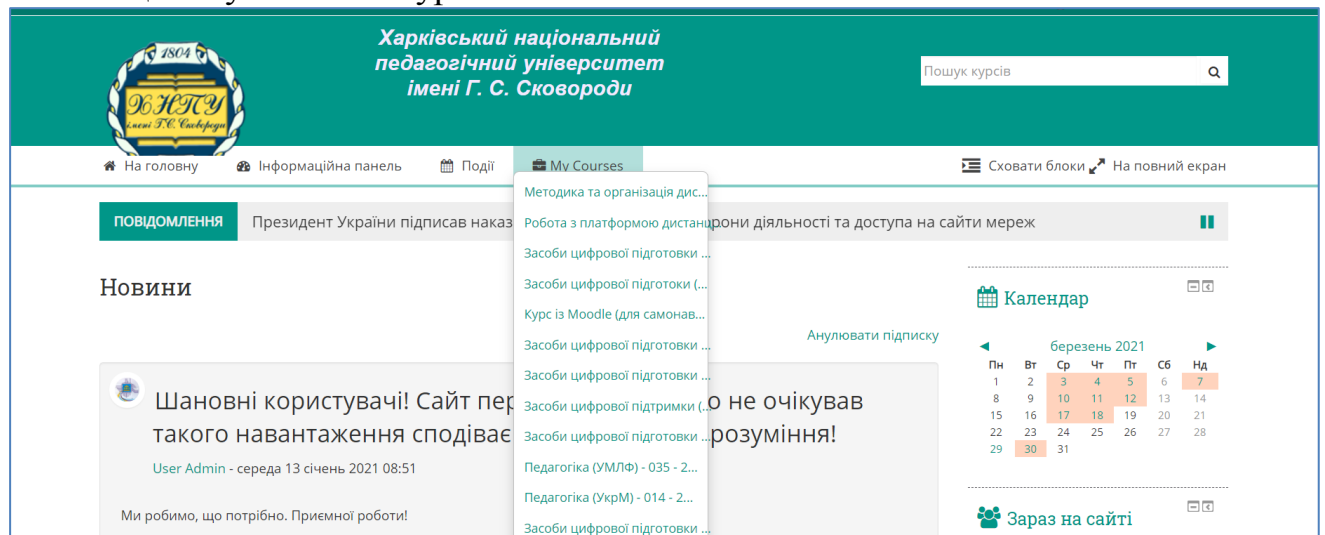 1804
ХНПУ
імені Г.С. Сковороди
Харківський національний
педагогічний університет
імені Г. С. Сковороди
Пошук курсів
На головну Інформаційна панель Події My Courses Сховати блоки На повний екран
ПОВІДОМЛЕННЯ Президент України підписав наказ
рони діяльності та доступа на сайти мереж
Методика та організація дис...
Робота з платформою дистанц...
Засоби цифрової підготовки ...
Засоби цифрової підготоки (...
Курс із Moodle (для самонав...
Засоби цифрової підготовки ...
Засоби цифрової підготовки ...
Засоби цифрової підтримки (...
Засоби цифрової підготовки ...
Педагогіка (УМЛФ) - 035 - 2...
Педагогіка (УкрМ) - 014 - 2...
Засоби цифрової підготовки ...
Новини
Анулювати підписку
Шановні користувачі! Сайт пер о не очікував
такого навантаження сподіває розуміння!
User Admin - середа 13 січень 2021 08:51
Ми робимо, що потрібно. Приємної роботи!
Календар
◄ березень 2021 ►
Пн Вт Ср Чт Пт Сб Нд
1 2 3 4 5 6 7
8 9 10 11 12 13 14
15 16 17 18 19 20 21
22 23 24 25 26 27 28
29 30 31
Зараз на сайті